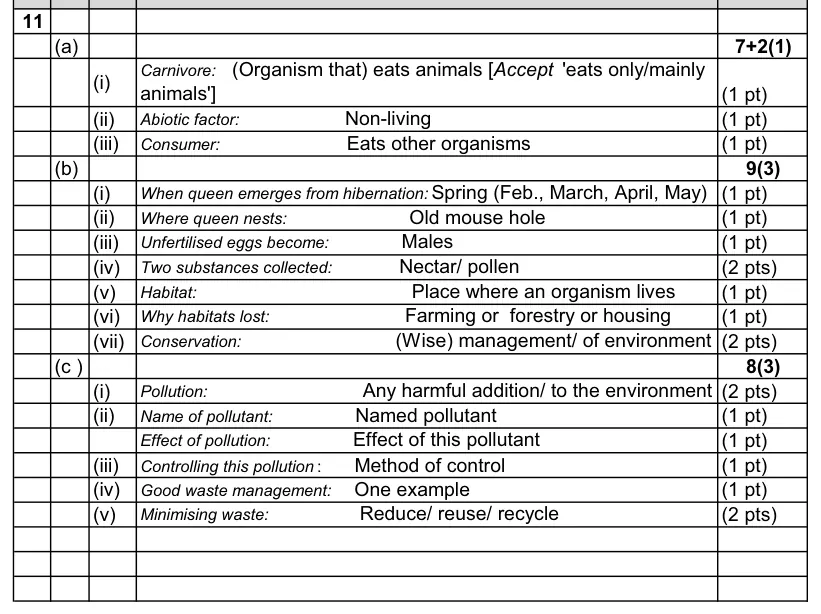 11
(a) 7+2(1)
(i) Carnivore: (Organism that) eats animals [Accept 'eats only/mainly
animals'] (1 pt)
(ii) Abiotic factor: Non-living (1 pt)
(iii) Consumer: Eats other organisms (1 pt)
(b) 9(3)
(i) When queen emerges from hibernation: Spring (Feb., March, April, May) (1 pt)
(ii) Where queen nests: Old mouse hole (1 pt)
(iii) Unfertilised eggs become: Males (1 pt)
(iv) Two substances collected: Nectar/ pollen (2 pts)
(v) Habitat: Place where an organism lives (1 pt)
(vi) Why habitats lost: Farming or forestry or housing (1 pt)
(vii) Conservation: (Wise) management/ of environment (2 pts)
(c ) 8(3)
(i) Pollution: Any harmful addition/ to the environment (2 pts)
(ii) Name of pollutant: Named pollutant (1 pt)
Effect of pollution: Effect of this pollutant (1 pt)
(iii) Controlling this pollution : Method of control (1 pt)
(iv) Good waste management: One example (1 pt)
(v) Minimising waste: Reduce/ reuse/ recycle (2 pts)